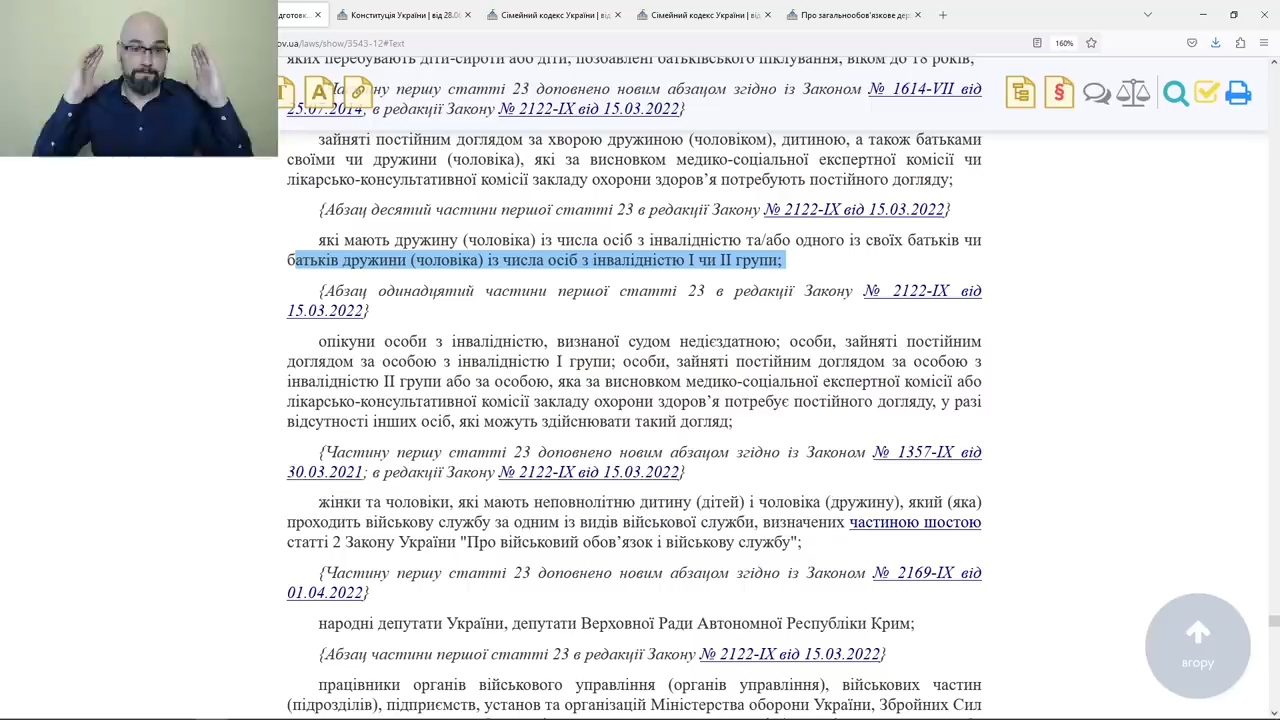 дготовк...
Конституція України | від 28.0
Сімейний кодекс України | від
Сімейний кодекс України | від
Про загальнообов'язкове дер
ov.ua/laws/show/3543-12#Text
160%
яких перебувають діти-сироти або діти, позбавлені батьківського піклування, віком до 18 років;
першу статті 23 доповнено новим абзацом згідно із Законом № 1614-VII від
25.07.2014; в редакції Закону № 2122-IX від 15.03.2022}
зайняті постійним доглядом за хворою дружиною (чоловіком), дитиною, а також батьками
своїми чи дружини (чоловіка), які за висновком медико-соціальної експертної комісії чи
лікарсько-консультативної комісії закладу охорони здоров’я потребують постійного догляду;
{Абзац десятий частини першої статті 23 в редакції Закону № 2122-IX від 15.03.2022}
які мають дружину (чоловіка) із числа осіб з інвалідністю та/або одного із своїх батьків чи
батьків дружини (чоловіка) із числа осіб з інвалідністю I чи II групи;
{Абзац одинадцятий частини першої статті 23 в редакції Закону № 2122-IX від
15.03.2022}
опікуни особи з інвалідністю, визнаної судом недієздатною; особи, зайняті постійним
доглядом за особою з інвалідністю I групи; особи, зайняті постійним доглядом за особою з
інвалідністю II групи або за особою, яка за висновком медико-соціальної експертної комісії або
лікарсько-консультативної комісії закладу охорони здоров’я потребує постійного догляду, у разі
відсутності інших осіб, які можуть здійснювати такий догляд;
{Частину першу статті 23 доповнено новим абзацом згідно із Законом № 1357-IX від
30.03.2021; в редакції Закону № 2122-IX від 15.03.2022}
жінки та чоловіки, які мають неповнолітню дитину (дітей) і чоловіка (дружину), який (яка)
проходить військову службу за одним із видів військової служби, визначених частиною шостою
статті 2 Закону України "Про військовий обов’язок і військову службу";
{Частину першу статті 23 доповнено новим абзацом згідно із Законом № 2169-IX від
01.04.2022}
народні депутати України, депутати Верховної Ради Автономної Республіки Крим;
{Абзац частини першої статті 23 в редакції Закону № 2122-IX від 15.03.2022}
вгору
працівники органів військового управління (органів управління), військових частин
(підрозділів), підприємств, установ та організацій Міністерства оборони України, Збройних Сил